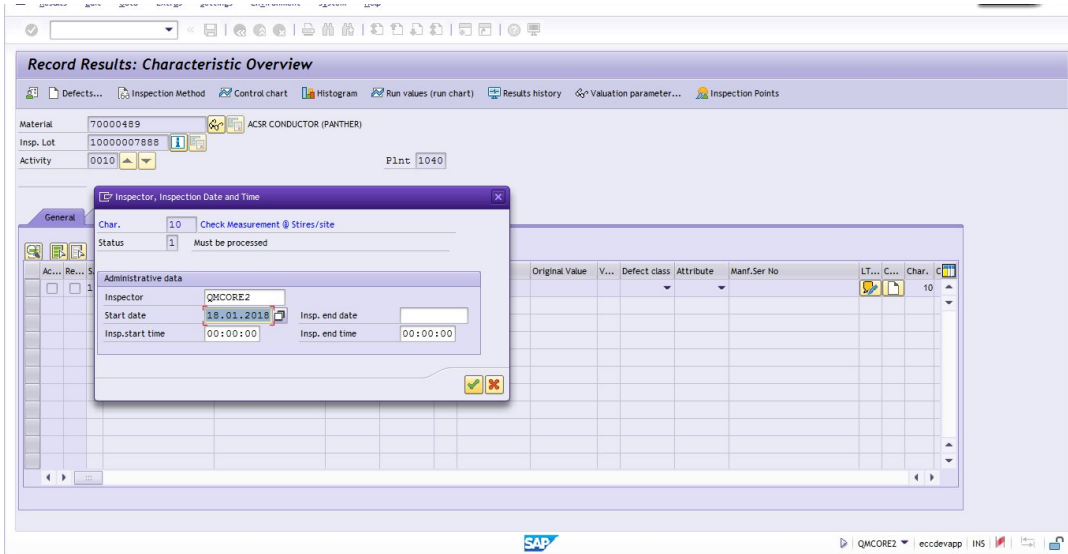 Record Results: Characteristic Overview
Defects... Inspection Method Control chart Histogram Run values (run chart) Results history Valuation parameter... Inspection Points
Material 70000489 ACSR CONDUCTOR (PANTHER)
Insp. Lot 10000007888
Activity 0010 Plnt 1040
Inspector, Inspection Date and Time
General
Char. 10 Check Measurement @ Stires/site
Status 1 Must be processed
Ac... Re... S Original Value V... Defect class Attribute Manf.Ser No LT... C... Char. C
1 10
Administrative data
Inspector QMCORE2
Start date 18.01.2018 Insp. end date
Insp.start time 00:00:00 Insp. end time 00:00:00
SAP QMCORE2 eccdevapp INS